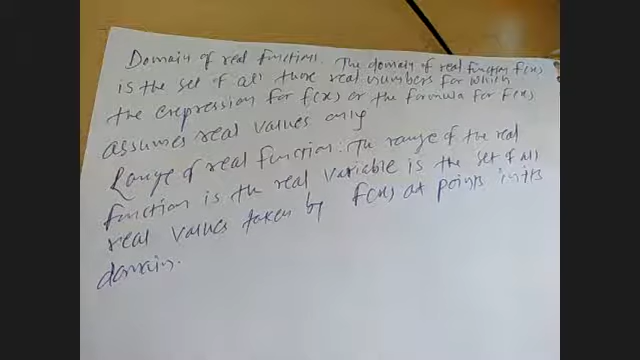 Domain of real functions. The domain of real function f(x)
is the set of all those real numbers for which
the expression for f(x) or the formula for f(x)
assumes real values only
Range of real function: The range of the real
function is the real variable is the set of all
real values taken by f(x) at points in its
domain.